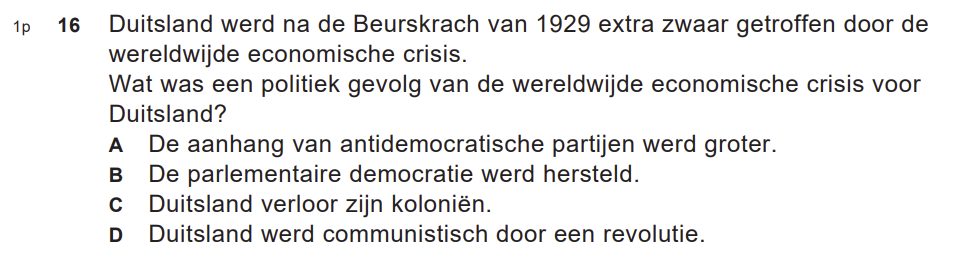 1p 16 Duitsland werd na de Beurskrach van 1929 extra zwaar getroffen door de
wereldwijde economische crisis.
Wat was een politiek gevolg van de wereldwijde economische crisis voor
Duitsland?
A De aanhang van antidemocratische partijen werd groter.
B De parlementaire democratie werd hersteld.
C Duitsland verloor zijn koloniën.
D Duitsland werd communistisch door een revolutie.